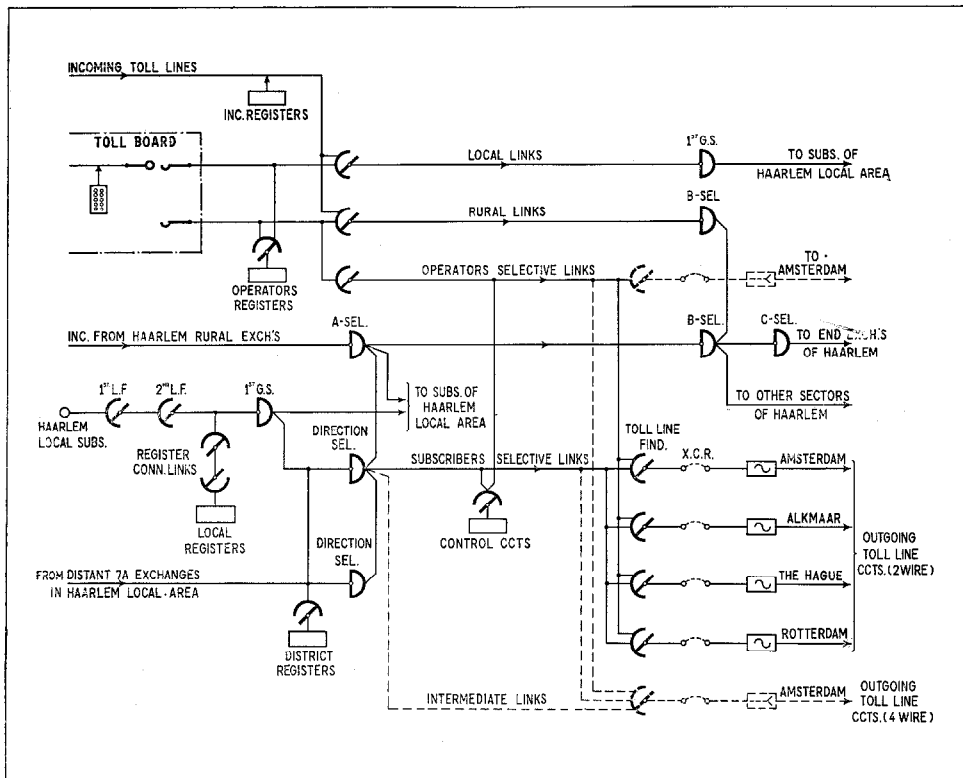 INCOMING TOLL LINES
INC. REGISTERS
TOLL BOARD
1ST G.S.
LOCAL LINKS
TO SUBS. OF
HAARLEM LOCAL AREA
B-SEL
RURAL LINKS
TO
AMSTERDAM
OPERATORS SELECTIVE LINKS
OPERATORS
REGISTERS
A-SEL.
B-SEL.
C-SEL.
INC. FROM HAARLEM RURAL EXCH'S
TO END EXCH'S
OF HAARLEM
1ST L.F.
2ND L.F.
1ST G.S.
TO SUBS. OF
HAARLEM
LOCAL AREA
TO OTHER SECTORS
OF HAARLEM
HAARLEM
LOCAL SUBS.
REGISTER
CONN. LINKS
DIRECTION
SEL.
SUBSCRIBERS SELECTIVE LINKS
TOLL LINE
FIND.
X.C.R.
AMSTERDAM
LOCAL
REGISTERS
CONTROL CCTS
ALKMAAR
OUTGOING
TOLL LINE
CCTS. (2 WIRE)
DIRECTION
SEL.
FROM DISTANT 7A EXCHANGES
IN HAARLEM LOCAL-AREA
THE HAGUE
DISTRICT
REGISTERS
ROTTERDAM
INTERMEDIATE LINKS
AMSTERDAM
OUTGOING
TOLL LINE
CCTS. (4 WIRE)